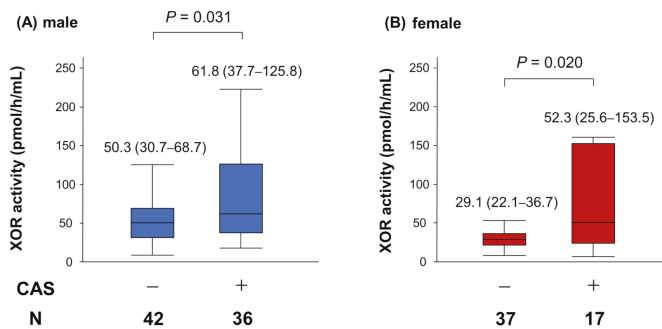 (A) male
P = 0.031
XOR activity (pmol/h/mL)
250
200
150
100
50
0
50.3 (30.7–68.7)
61.8 (37.7–125.8)
(B) female
P = 0.020
XOR activity (pmol/h/mL)
250
200
150
100
50
0
29.1 (22.1–36.7)
52.3 (25.6–153.5)
CAS − + − +
N 42 36 37 17